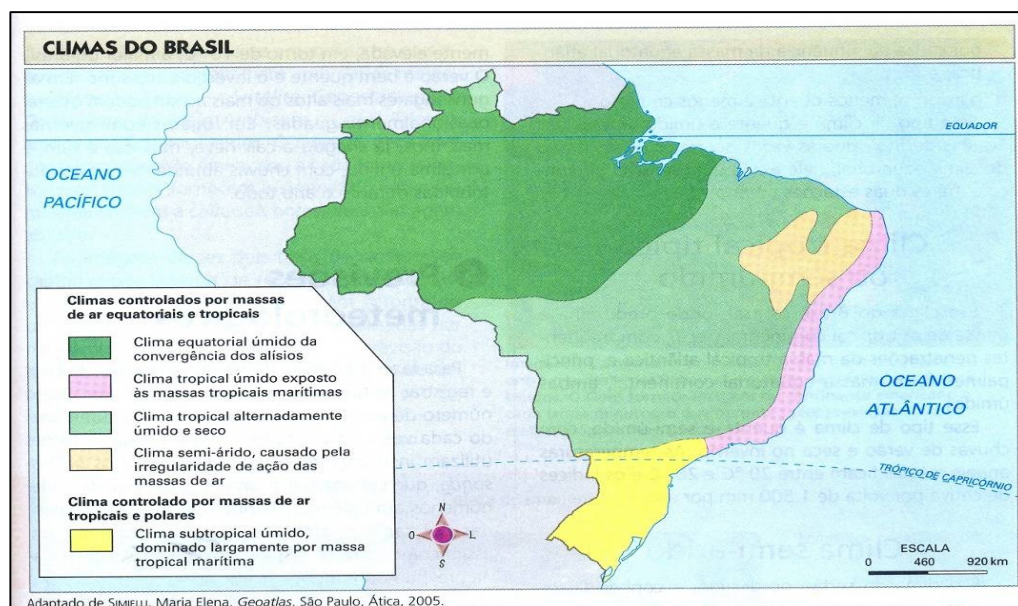 CLIMAS DO BRASIL
EQUADOR
OCEANO
PACÍFICO
Climas controlados por massas
de ar equatoriais e tropicais
Clima equatorial úmido da
convergência dos alísios
Clima tropical úmido exposto
às massas tropicais marítimas
Clima tropical alternadamente
úmido e seco
Clima semi-árido, causado pela
irregularidade de ação das
massas de ar
Clima controlado por massas de ar
tropicais e polares
Clima subtropical úmido,
dominado largamente por massa
tropical marítima
N
O
L
S
OCEANO
ATLÂNTICO
TRÓPICO DE CAPRICÓRNIO
ESCALA
0 460 920 km
Adaptado de SIMIELLI, Maria Elena. Geoatlas. São Paulo, Ática, 2005.